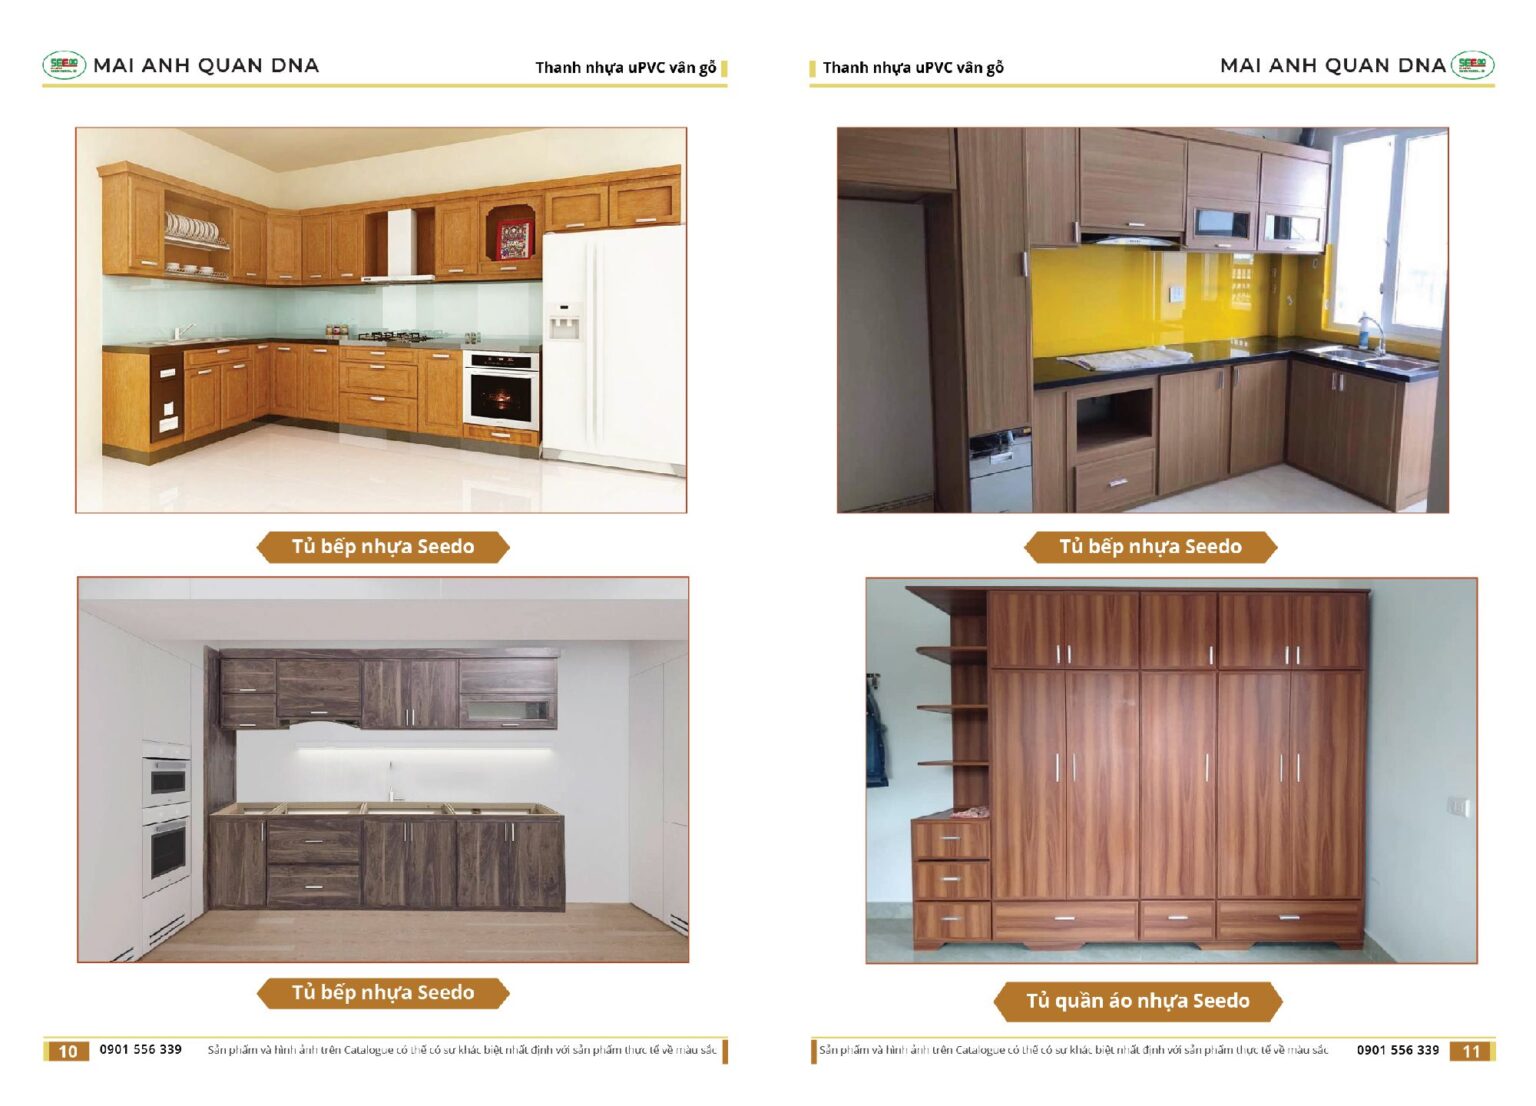 SEEDO
MAI ANH QUAN DNA
Thanh nhựa uPVC vân gỗ
Tủ bếp nhựa Seedo
Tủ bếp nhựa Seedo
10
0901 556 339
Sản phẩm và hình ảnh trên Catalogue có thể có sự khác biệt nhất định với sản phẩm thực tế về màu sắc
Thanh nhựa uPVC vân gỗ
MAI ANH QUAN DNA
SEEDO
Tủ bếp nhựa Seedo
Tủ quần áo nhựa Seedo
Sản phẩm và hình ảnh trên Catalogue có thể có sự khác biệt nhất định với sản phẩm thực tế về màu sắc
0901 556 339
11